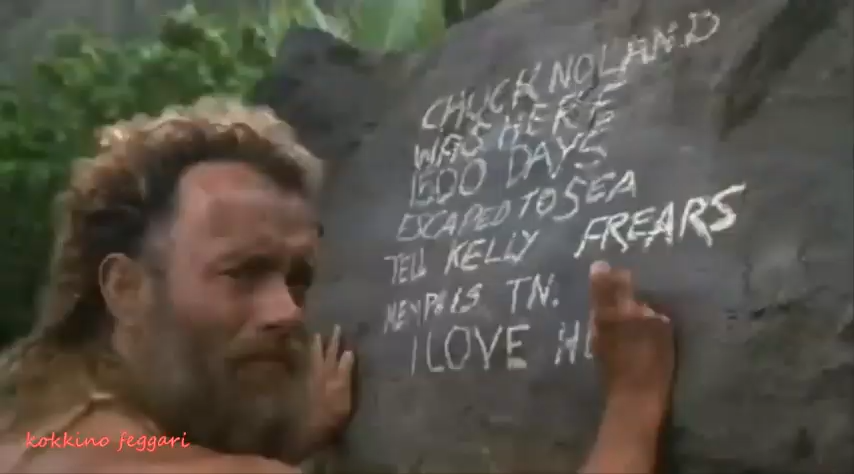 CHUCK NOLAND
WAS HERE
1500 DAYS
ESCAPED TO SEA
TELL KELLY FREARS
MEMPHIS TN.
I LOVE H
kokkino feggari